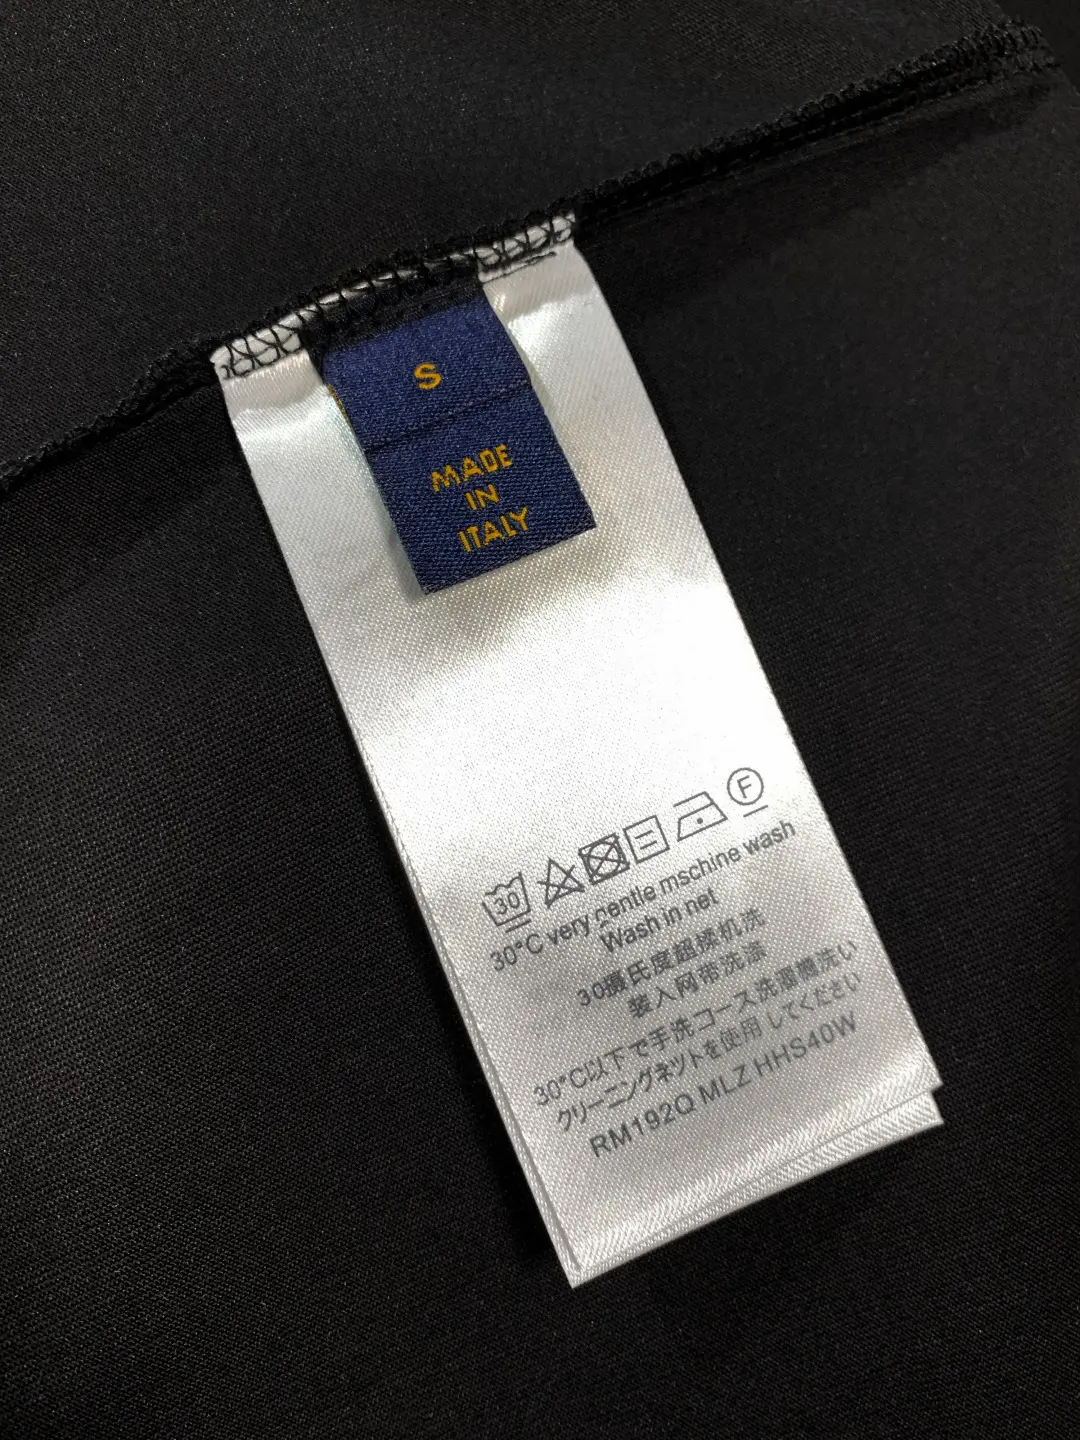 S
MADE
IN
ITALY
30
F
30°C very gentle mschine wash
Wash in net
30摄氏度超柔机洗
装入网带洗涤
30°C以下で手洗コース洗濯機洗い
クリーニングネットを使用してください
RM192Q MLZ HHS40W